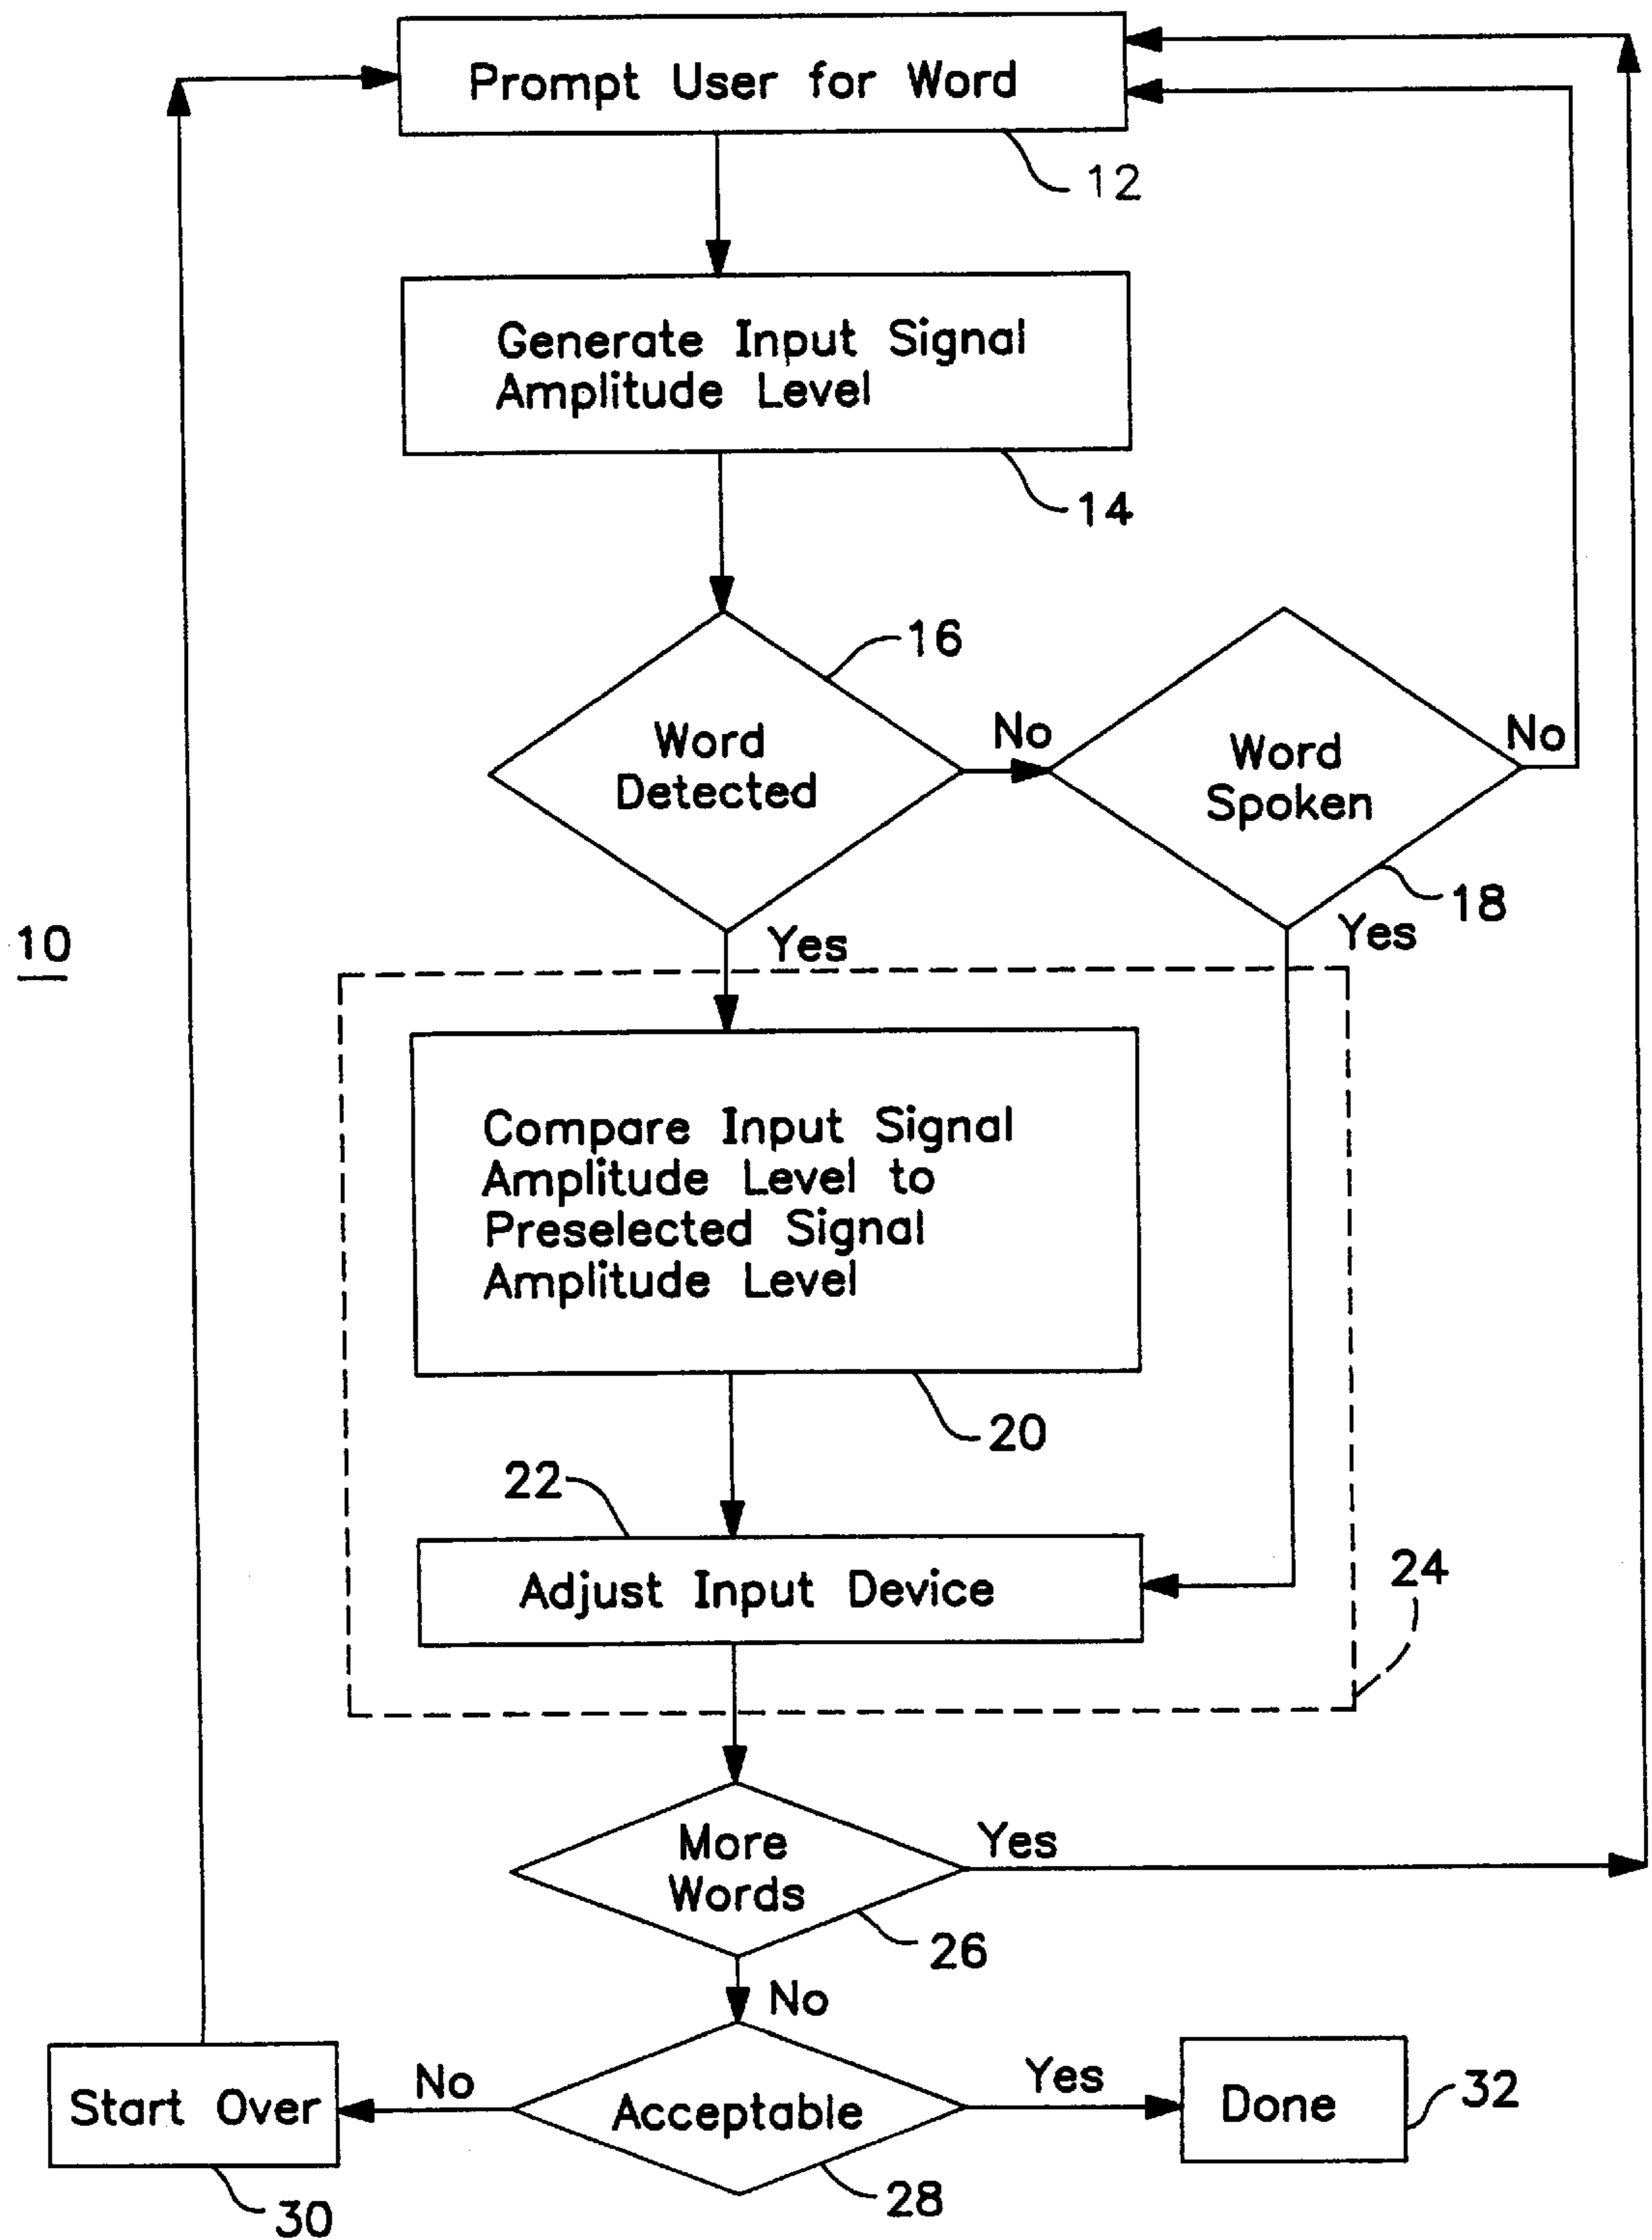 Prompt User for Word
12
Generate Input Signal
Amplitude Level
14
16
Word
Detected
No
Word
Spoken
No
18
Yes
Yes
10
Compare Input Signal
Amplitude Level to
Preselected Signal
Amplitude Level
20
22
Adjust Input Device
24
More
Words
Yes
26
No
Start Over
No
Acceptable
Yes
Done
32
30
28